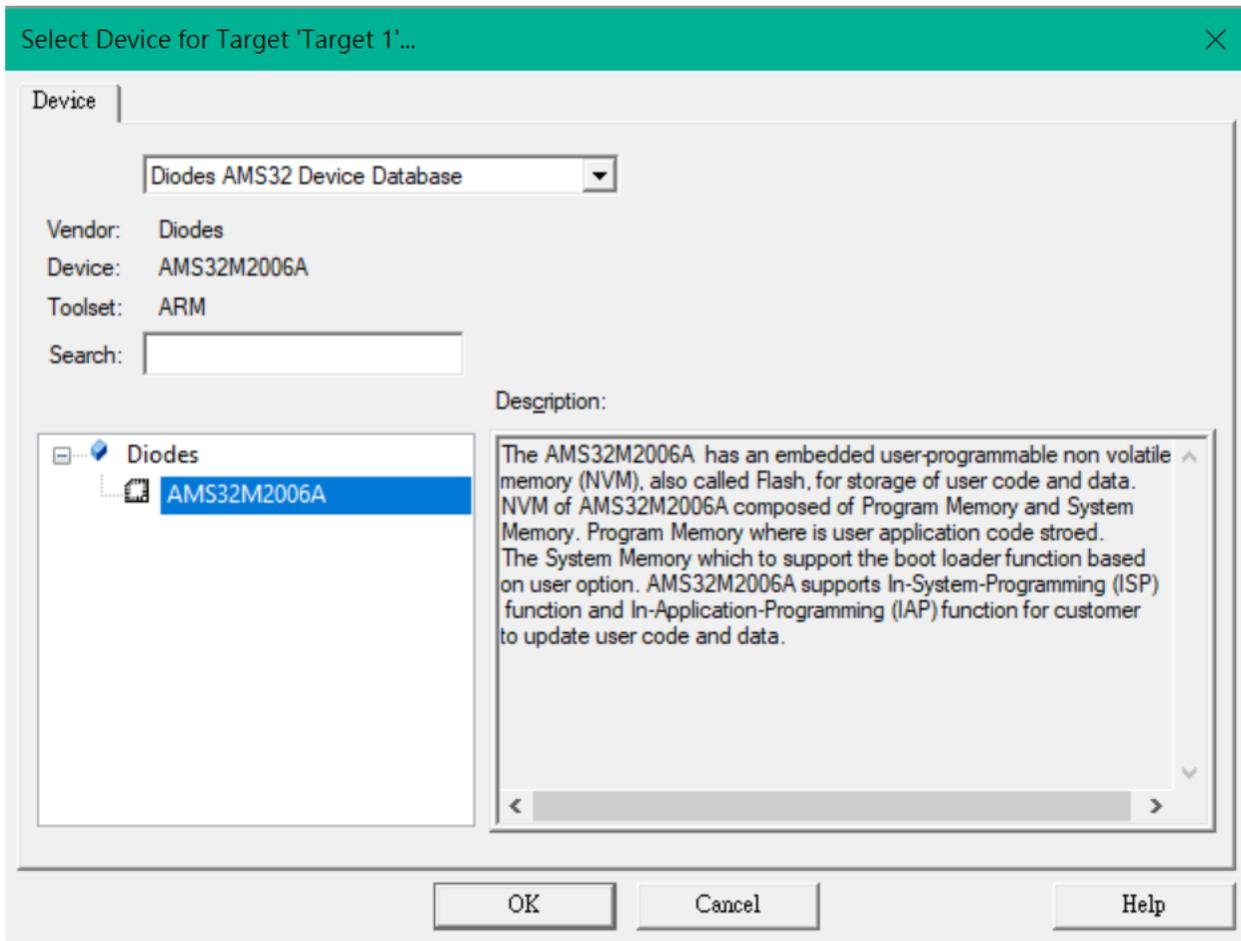 Select Device for Target 'Target 1'...
Device
Diodes AMS32 Device Database
Vendor: Diodes
Device: AMS32M2006A
Toolset: ARM
Search:
Description:
Diodes
AMS32M2006A
The AMS32M2006A has an embedded user-programmable non volatile
memory (NVM), also called Flash, for storage of user code and data.
NVM of AMS32M2006A composed of Program Memory and System
Memory. Program Memory where is user application code stroed.
The System Memory which to support the boot loader function based
on user option. AMS32M2006A supports In-System-Programming (ISP)
function and In-Application-Programming (IAP) function for customer
to update user code and data.
OK Cancel Help